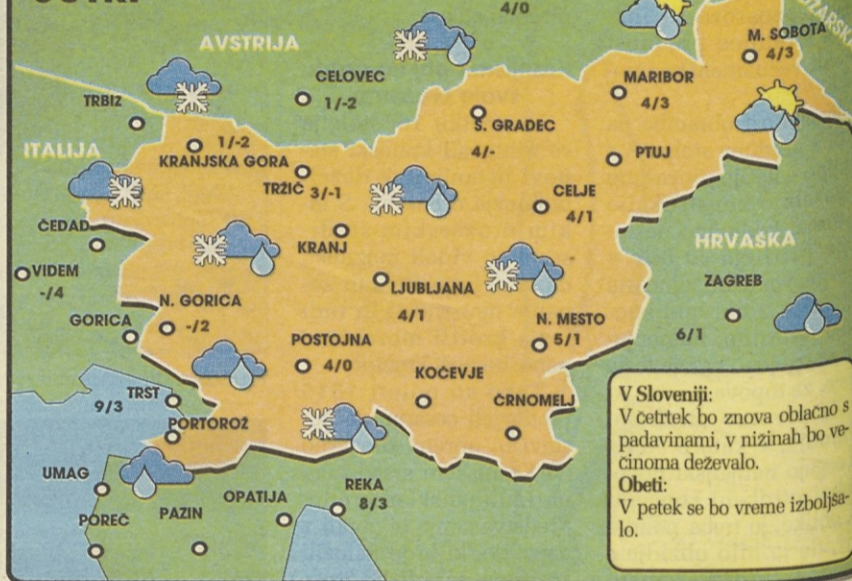 4/0
AVSTRIJA
M. SOBOTA
4/3
CELOVEC
1/-2
MARIBOR
4/3
TRBIZ
S. GRADEC
4/-
ITALIJA
1/-2
KRANJSKA GORA
PTUJ
TRŽIČ 3/-1
CELJE
4/1
ČEDAD
KRANJ
HRVAŠKA
VIDEM
-/4
LJUBLJANA
4/1
ZAGREB
6/1
N. GORICA
-/2
GORICA
N. MESTO
5/1
POSTOJNA
4/0
KOČEVJE
TRST
9/3
ČRNOMELJ
PORTOROŽ
UMAG
OPATIJA
REKA
8/3
POREČ
PAZIN
V Sloveniji:
V četrtek bo znova oblačno s
padavinami, v nižinah bo ve-
činoma deževalo.
Obeti:
V petek se bo vreme izboljša-
lo.